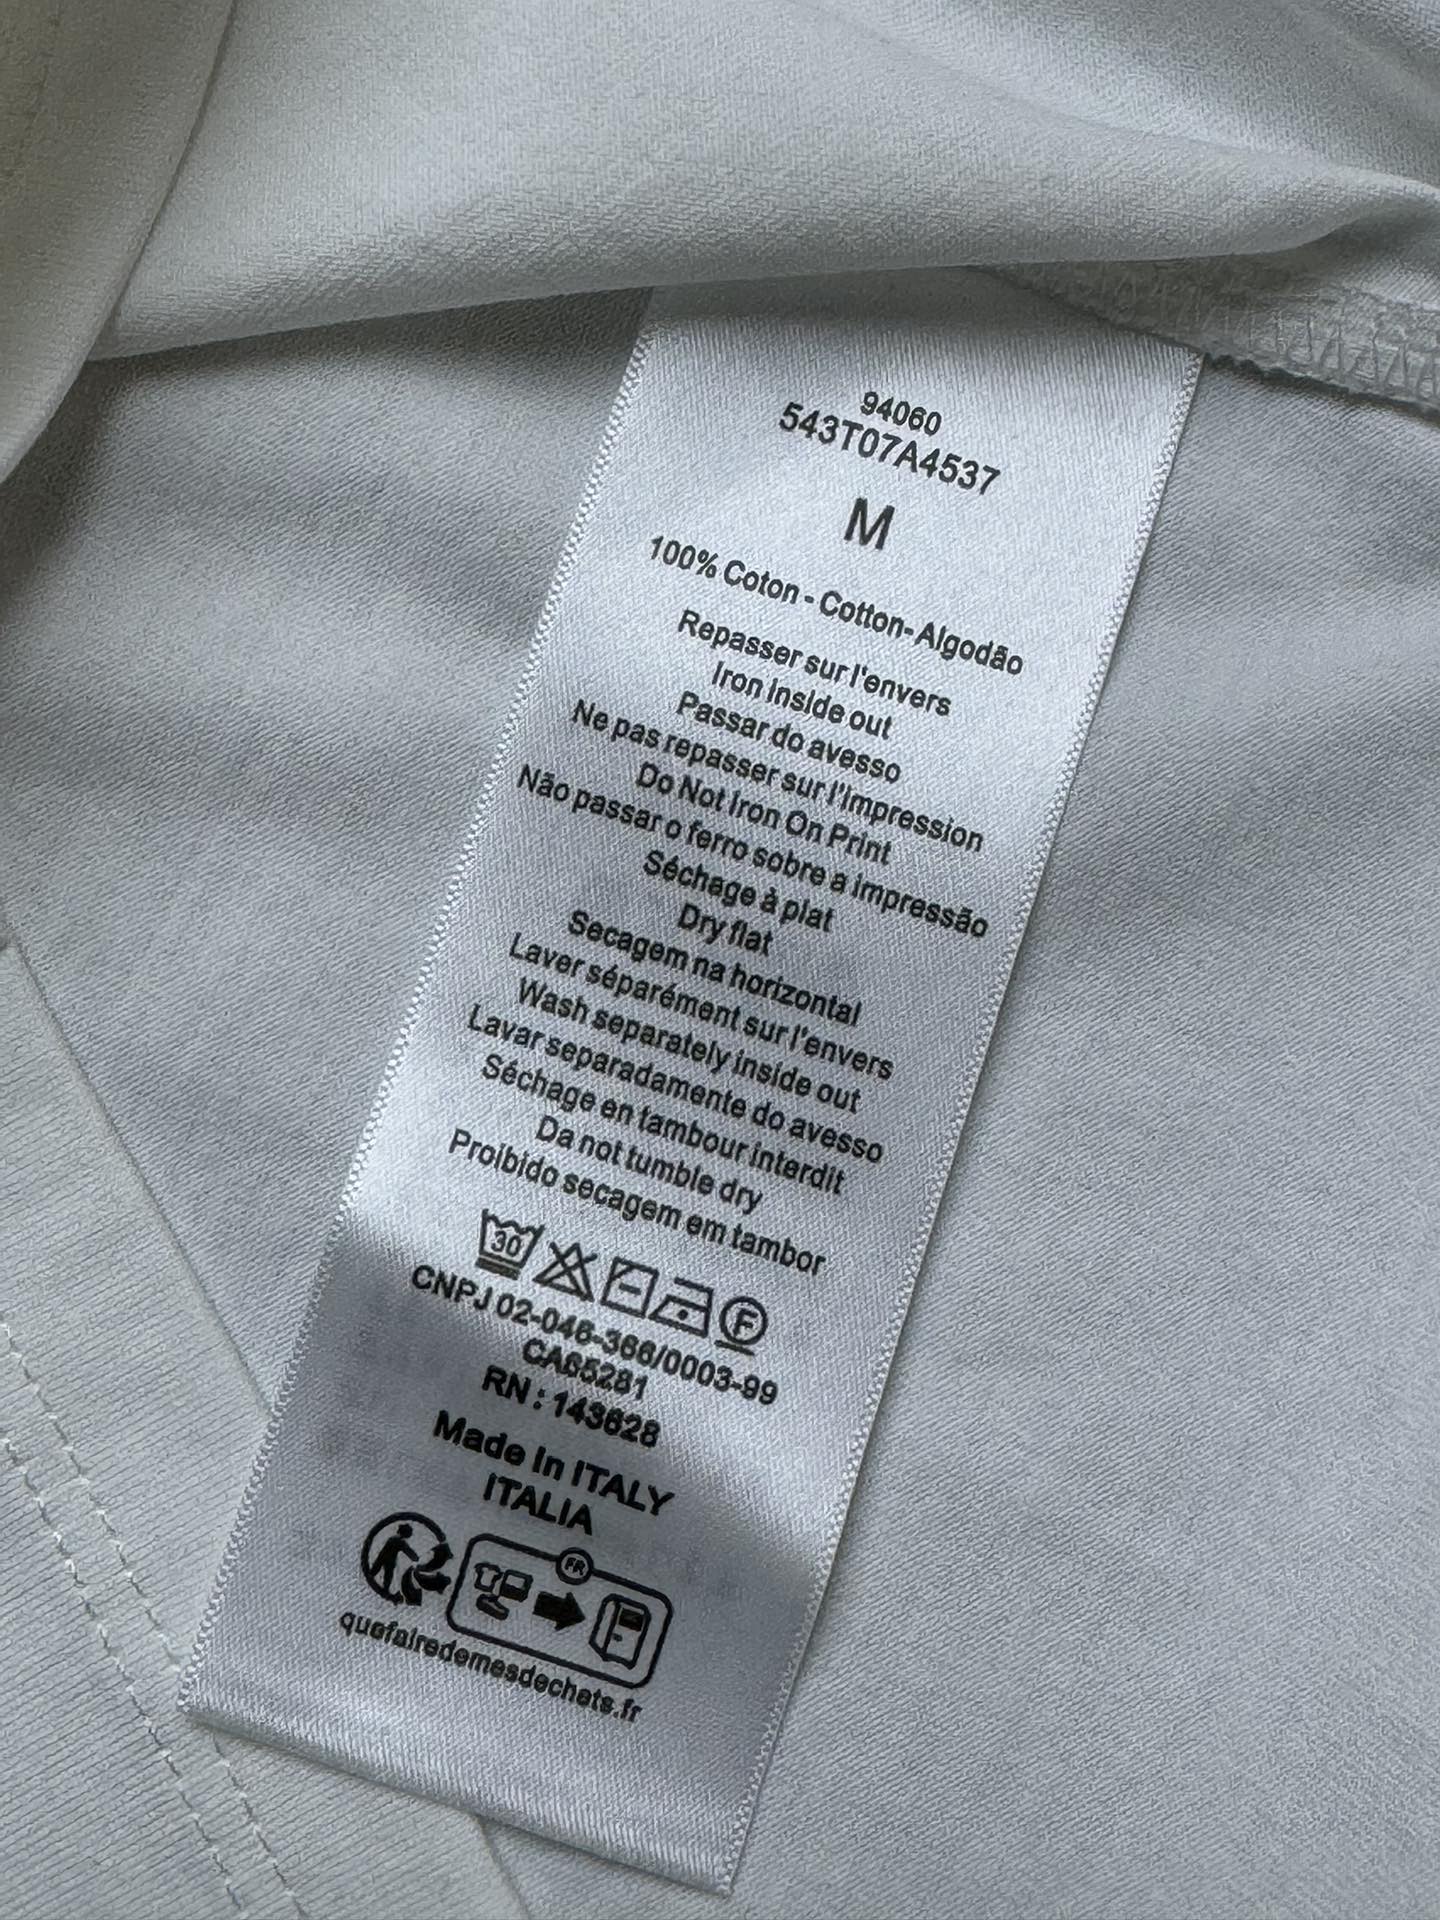 94060
543T07A4537
M
100% Coton - Cotton- Algodão
Repasser sur l'envers
Iron inside out
Passar do avesso
Ne pas repasser sur l'impression
Do Not Iron On Print
Não passar o ferro sobre a impressão
Séchage à plat
Dry flat
Secagem na horizontal
Laver séparément sur l'envers
Wash separately inside out
Lavar separadamente do avesso
Séchage en tambour interdit
Da not tumble dry
Proibido secagem em tambor
30 F
CNPJ 02-046-366/0003-99
CA65281
RN : 143628
Made in ITALY
ITALIA
FR
quefairedemesdechets.fr